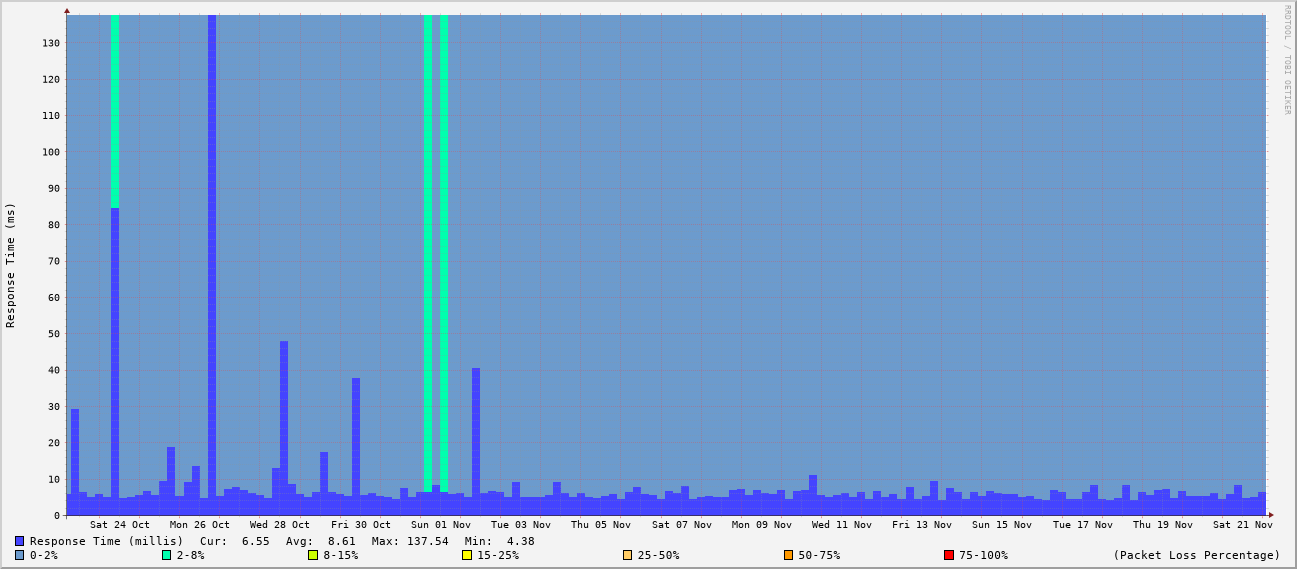 RRDTOOL / TOBI OETIKER
Response Time (ms)
130
120
110
100
90
80
70
60
50
40
30
20
10
0
Sat 24 Oct Mon 26 Oct Wed 28 Oct Fri 30 Oct Sun 01 Nov Tue 03 Nov Thu 05 Nov Sat 07 Nov Mon 09 Nov Wed 11 Nov Fri 13 Nov Sun 15 Nov Tue 17 Nov Thu 19 Nov Sat 21 Nov
Response Time (millis) Cur: 6.55 Avg: 8.61 Max: 137.54 Min: 4.38
0-2% 2-8% 8-15% 15-25% 25-50% 50-75% 75-100% (Packet Loss Percentage)